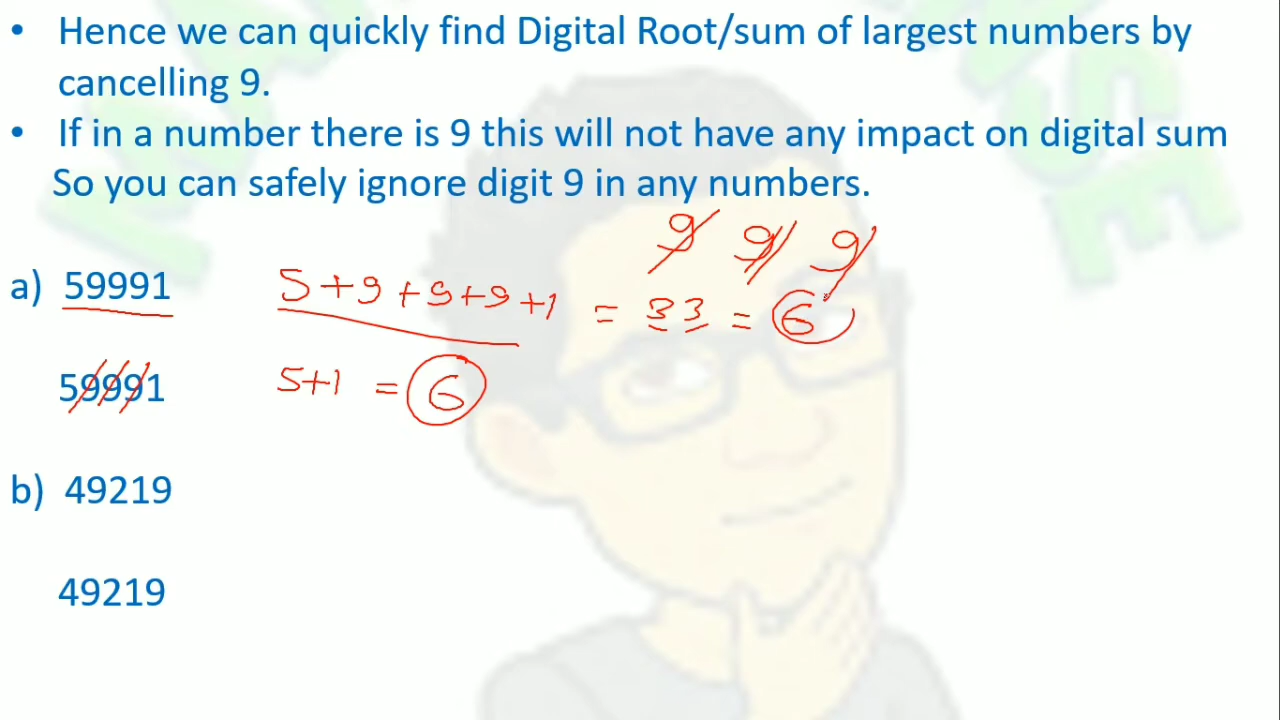 • Hence we can quickly find Digital Root/sum of largest numbers by
cancelling 9.
• If in a number there is 9 this will not have any impact on digital sum
So you can safely ignore digit 9 in any numbers.
9 9 9
a) 59991 5+9+9+9+1 = 33 = 6
59991 5+1 = 6
b) 49219
49219